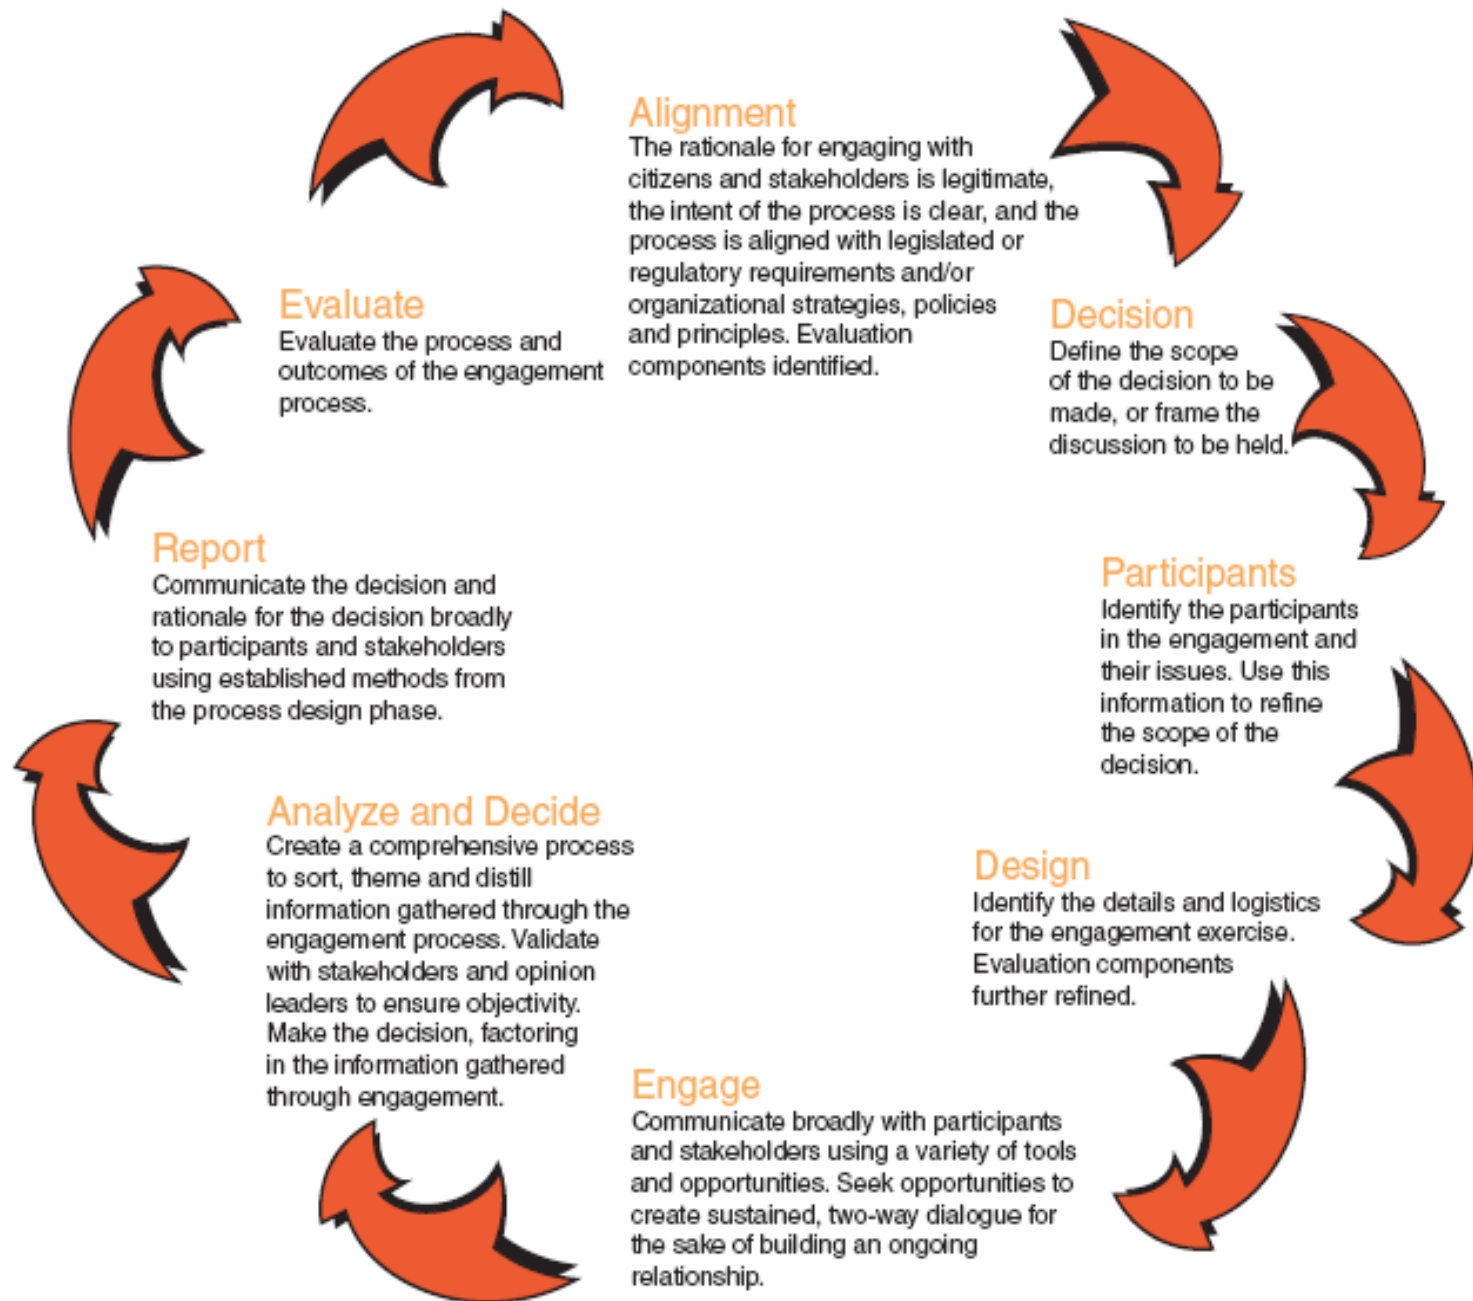 Alignment
The rationale for engaging with
citizens and stakeholders is legitimate,
the intent of the process is clear, and the
process is aligned with legislated or
regulatory requirements and/or
organizational strategies, policies
and principles. Evaluation
components identified.
Decision
Define the scope
of the decision to be
made, or frame the
discussion to be held.
Participants
Identify the participants
in the engagement and
their issues. Use this
information to refine
the scope of the
decision.
Design
Identify the details and logistics
for the engagement exercise.
Evaluation components
further refined.
Engage
Communicate broadly with participants
and stakeholders using a variety of tools
and opportunities. Seek opportunities to
create sustained, two-way dialogue for
the sake of building an ongoing
relationship.
Analyze and Decide
Create a comprehensive process
to sort, theme and distill
information gathered through the
engagement process. Validate
with stakeholders and opinion
leaders to ensure objectivity.
Make the decision, factoring
in the information gathered
through engagement.
Report
Communicate the decision and
rationale for the decision broadly
to participants and stakeholders
using established methods from
the process design phase.
Evaluate
Evaluate the process and
outcomes of the engagement
process.